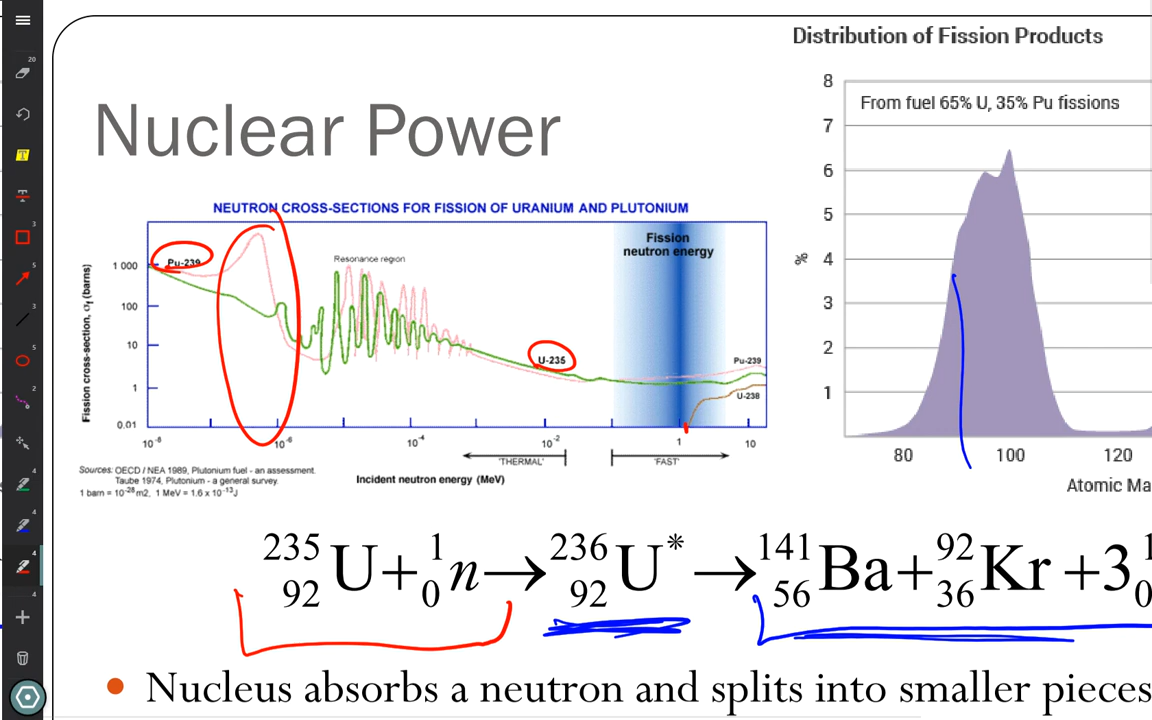 Distribution of Fission Products
Nuclear Power
8
From fuel 65% U, 35% Pu fissions
7
6
5
4
3
2
1
%
80 100 120
Atomic Ma
NEUTRON CROSS-SECTIONS FOR FISSION OF URANIUM AND PLUTONIUM
Fission
neutron energy
Resonance region
Pu-239
U-235
Pu-239
U-238
Fission cross-section, σf (barns)
1 000
100
10
1
0.01
10⁻⁸ 10⁻⁶ 10⁻⁴ 10⁻² 1 10
'THERMAL' 'FAST'
Incident neutron energy (MeV)
Sources: OECD / NEA 1989, Plutonium fuel - an assessment.
Taube 1974, Plutonium - a general survey.
1 barn = 10⁻²⁸ m2, 1 MeV = 1.6 x 10⁻¹³J
²³⁵₉₂U + ¹₀n → ²³⁶₉₂U* → ¹⁴¹₅₆Ba + ⁹²₃₆Kr + 3¹₀
• Nucleus absorbs a neutron and splits into smaller pieces